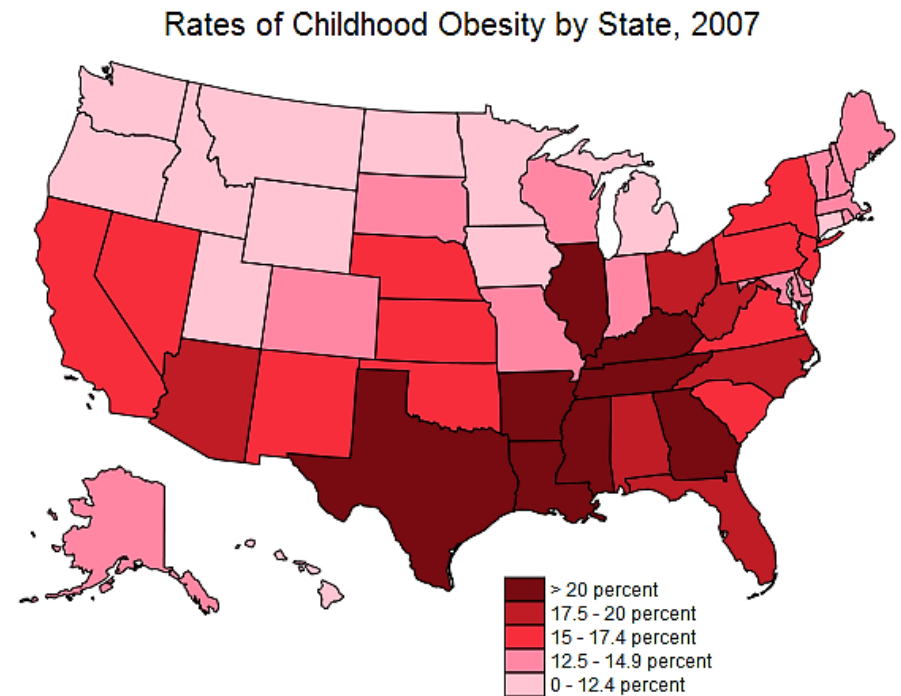 Rates of Childhood Obesity by State, 2007
> 20 percent
17.5 - 20 percent
15 - 17.4 percent
12.5 - 14.9 percent
0 - 12.4 percent